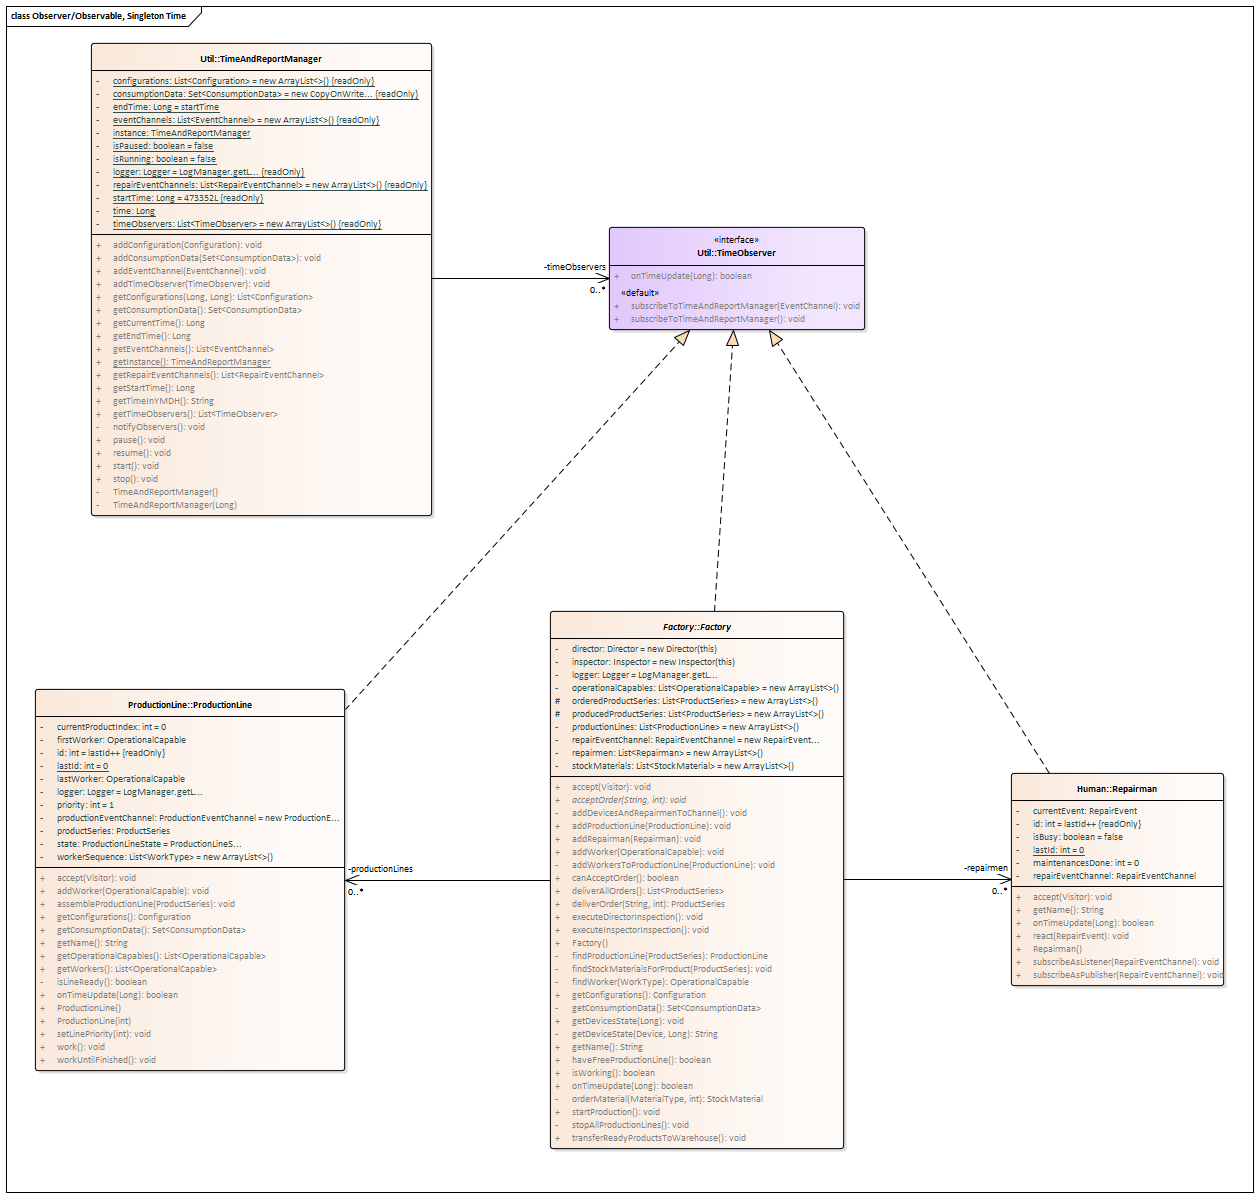 class Observer/Observable, Singleton Time
Util::TimeAndReportManager
- configurations: List<Configuration> = new ArrayList<>() {readOnly}
- consumptionData: Set<ConsumptionData> = new CopyOnWrite... {readOnly}
- endTime: Long = startTime
- eventChannels: List<EventChannel> = new ArrayList<>() {readOnly}
- instance: TimeAndReportManager
- isPaused: boolean = false
- isRunning: boolean = false
- logger: Logger = LogManager.getL... {readOnly}
- repairEventChannels: List<RepairEventChannel> = new ArrayList<>() {readOnly}
- startTime: Long = 473352L {readOnly}
- time: Long
- timeObservers: List<TimeObserver> = new ArrayList<>() {readOnly}
+ addConfiguration(Configuration): void
+ addConsumptionData(Set<ConsumptionData>): void
+ addEventChannel(EventChannel): void
+ addTimeObserver(TimeObserver): void
+ getConfigurations(Long, Long): List<Configuration>
+ getConsumptionData(): Set<ConsumptionData>
+ getCurrentTime(): Long
+ getEndTime(): Long
+ getEventChannels(): List<EventChannel>
+ getInstance(): TimeAndReportManager
+ getRepairEventChannels(): List<RepairEventChannel>
+ getStartTime(): Long
+ getTimeInYMDH(): String
+ getTimeObservers(): List<TimeObserver>
- notifyObservers(): void
+ pause(): void
+ resume(): void
+ start(): void
+ stop(): void
- TimeAndReportManager()
- TimeAndReportManager(Long)
-timeObservers
0..*
«interface»
Util::TimeObserver
+ onTimeUpdate(Long): boolean
«default»
+ subscribeToTimeAndReportManager(EventChannel): void
+ subscribeToTimeAndReportManager(): void
Factory::Factory
- director: Director = new Director(this)
- inspector: Inspector = new Inspector(this)
- logger: Logger = LogManager.getL...
- operationalCapables: List<OperationalCapable> = new ArrayList<>()
# orderedProductSeries: List<ProductSeries> = new ArrayList<>()
# producedProductSeries: List<ProductSeries> = new ArrayList<>()
- productionLines: List<ProductionLine> = new ArrayList<>()
- repairEventChannel: RepairEventChannel = new RepairEvent...
- repairmen: List<Repairman> = new ArrayList<>()
- stockMaterials: List<StockMaterial> = new ArrayList<>()
+ accept(Visitor): void
+ acceptOrder(String, int): void
- addDevicesAndRepairmenToChannel(): void
+ addProductionLine(ProductionLine): void
+ addRepairman(Repairman): void
+ addWorker(OperationalCapable): void
- addWorkersToProductionLine(ProductionLine): void
+ canAcceptOrder(): boolean
+ deliverAllOrders(): List<ProductSeries>
+ deliverOrder(String, int): ProductSeries
+ executeDirectorInspection(): void
+ executeInspectorInspection(): void
+ Factory()
- findProductionLine(ProductSeries): ProductionLine
- findStockMaterialsForProduct(ProductSeries): void
- findWorker(WorkType): OperationalCapable
+ getConfigurations(): Configuration
- getConsumptionData(): Set<ConsumptionData>
+ getDevicesState(Long): void
- getDeviceState(Device, Long): String
+ getName(): String
+ haveFreeProductionLine(): boolean
+ isWorking(): boolean
+ onTimeUpdate(Long): boolean
- orderMaterial(MaterialType, int): StockMaterial
+ startProduction(): void
- stopAllProductionLines(): void
+ transferReadyProductsToWarehouse(): void
ProductionLine::ProductionLine
- currentProductIndex: int = 0
- firstWorker: OperationalCapable
- id: int = lastId++ {readOnly}
- lastId: int = 0
- lastWorker: OperationalCapable
- logger: Logger = LogManager.getL...
- priority: int = 1
- productionEventChannel: ProductionEventChannel = new ProductionE...
- productSeries: ProductSeries
- state: ProductionLineState = ProductionLineS...
- workerSequence: List<WorkType> = new ArrayList<>()
+ accept(Visitor): void
+ addWorker(OperationalCapable): void
+ assembleProductionLine(ProductSeries): void
+ getConfigurations(): Configuration
+ getConsumptionData(): Set<ConsumptionData>
+ getName(): String
+ getOperationalCapables(): List<OperationalCapable>
+ getWorkers(): List<OperationalCapable>
- isLineReady(): boolean
+ onTimeUpdate(Long): boolean
+ ProductionLine()
+ ProductionLine(int)
+ setLinePriority(int): void
+ work(): void
+ workUntilFinished(): void
-productionLines
0..*
-repairmen
0..*
Human::Repairman
- currentEvent: RepairEvent
- id: int = lastId++ {readOnly}
- isBusy: boolean = false
- lastId: int = 0
- maintenancesDone: int = 0
- repairEventChannel: RepairEventChannel
+ accept(Visitor): void
+ getName(): String
+ onTimeUpdate(Long): boolean
+ react(RepairEvent): void
+ Repairman()
+ subscribeAsListener(RepairEventChannel): void
+ subscribeAsPublisher(RepairEventChannel): void